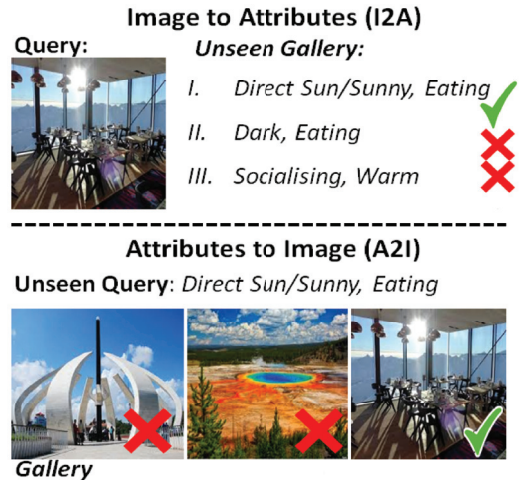 Image to Attributes (I2A)
Query:
Unseen Gallery:
I. Direct Sun/Sunny, Eating
II. Dark, Eating
III. Socialising, Warm
Attributes to Image (A2I)
Unseen Query: Direct Sun/Sunny, Eating
Gallery